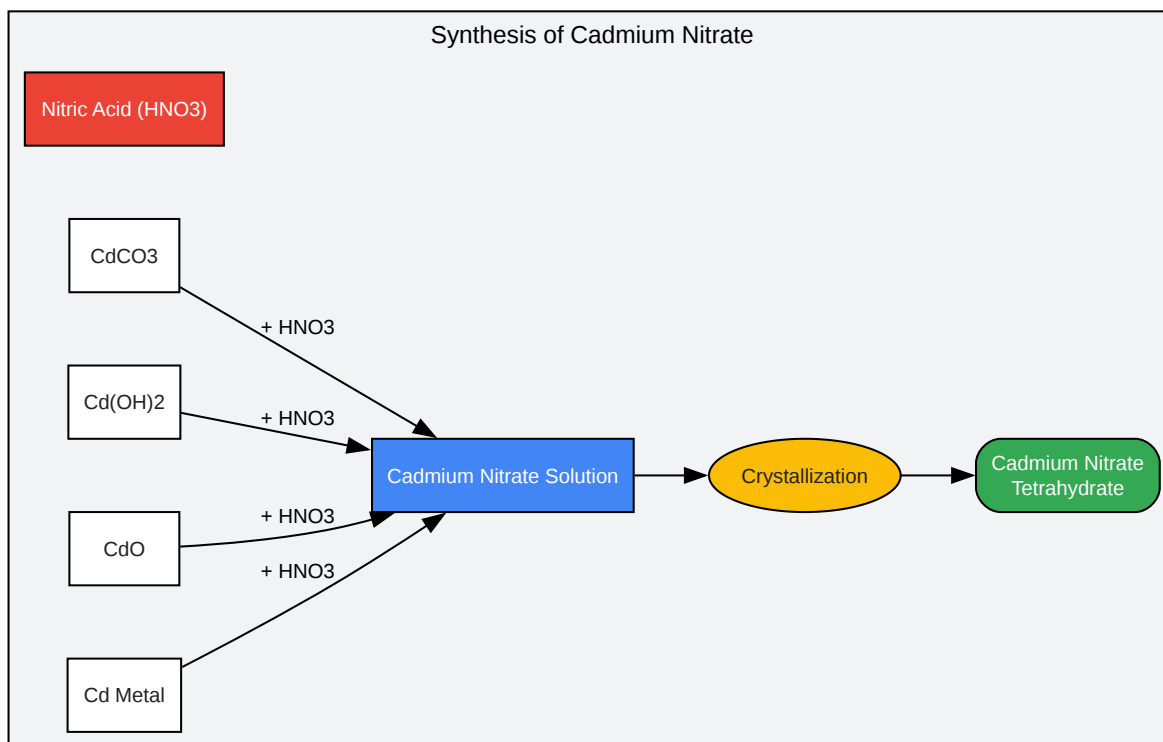 Synthesis of Cadmium Nitrate
Nitric Acid (HNO3)
CdCO3
+ HNO3
Cd(OH)2
+ HNO3
Cadmium Nitrate Solution
Crystallization
Cadmium Nitrate
Tetrahydrate
CdO
+ HNO3
+ HNO3
Cd Metal